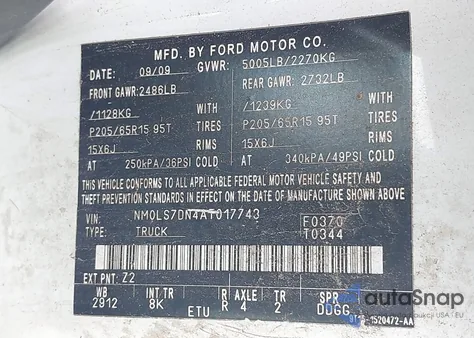 MFD. BY FORD MOTOR CO.
DATE: 09/09 GVWR: 5005LB/2270KG
FRONT GAWR: 2486LB REAR GAWR: 2732LB
/1128KG WITH /1239KG WITH
P205/65R15 95T TIRES P205/65R15 95T TIRES
15X6J RIMS 15X6J RIMS
AT 250kPA/36PSI COLD AT 340kPA/49PSI COLD
THIS VEHICLE CONFORMS TO ALL APPLICABLE FEDERAL MOTOR VEHICLE SAFETY
AND THEFT PREVENTION STANDARDS IN EFFECT ON THE DATE OF MANUFACTURE SHOWN ABOVE
VIN: NM0LS7DN4AT017743 F0370
TYPE: TRUCK T0344
EXT PNT: Z2
WB INT TR R AXLE TR SPR
2912 8K R 4 2 DDGG
ETU
autoSnap
-1520472-AA